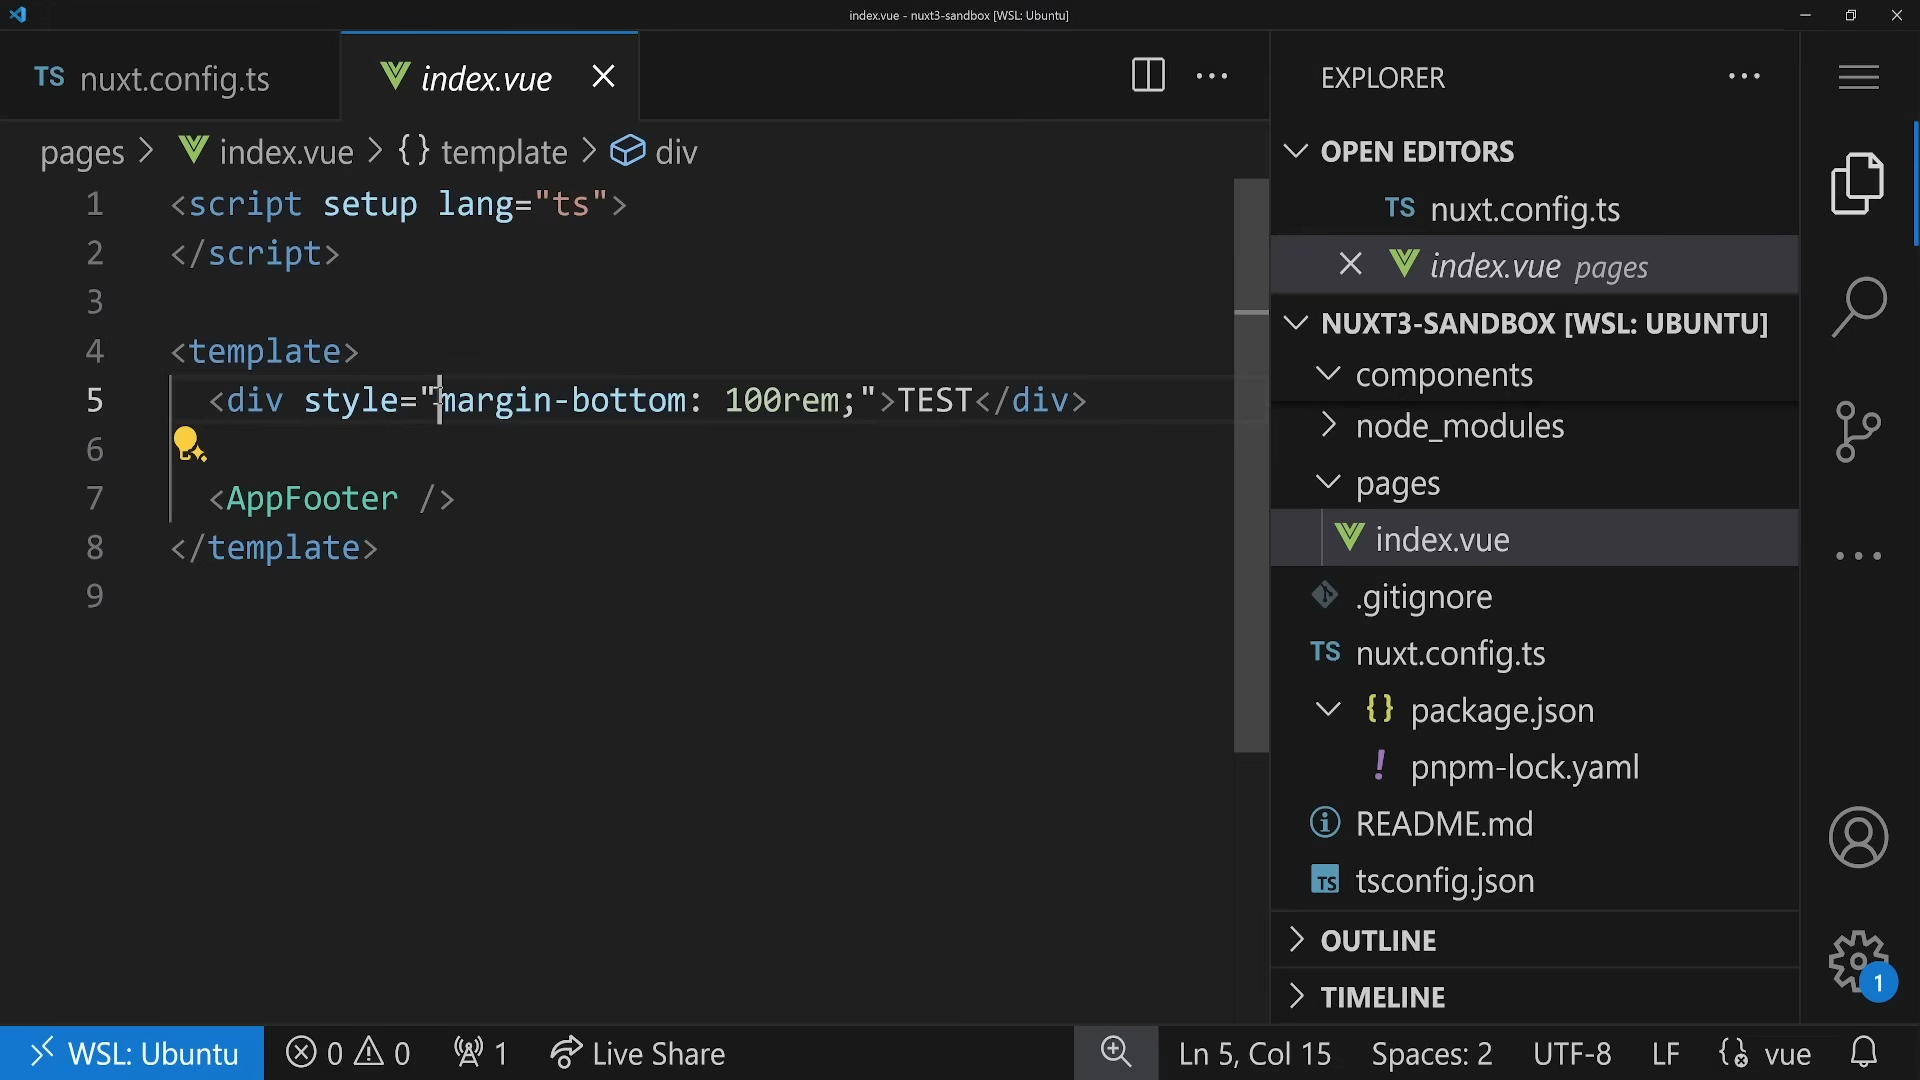 index.vue - nuxt3-sandbox [WSL: Ubuntu]
TS nuxt.config.ts
index.vue
pages > index.vue > {} template > div
1 <script setup lang="ts">
2 </script>
3
4 <template>
5 <div style="margin-bottom: 100rem;">TEST</div>
6
7 <AppFooter />
8 </template>
9
EXPLORER
OPEN EDITORS
TS nuxt.config.ts
index.vue pages
NUXT3-SANDBOX [WSL: UBUNTU]
components
node_modules
pages
index.vue
.gitignore
TS nuxt.config.ts
{} package.json
! pnpm-lock.yaml
README.md
TS tsconfig.json
OUTLINE
TIMELINE
1
WSL: Ubuntu 0 0 1 Live Share Ln 5, Col 15 Spaces: 2 UTF-8 LF vue